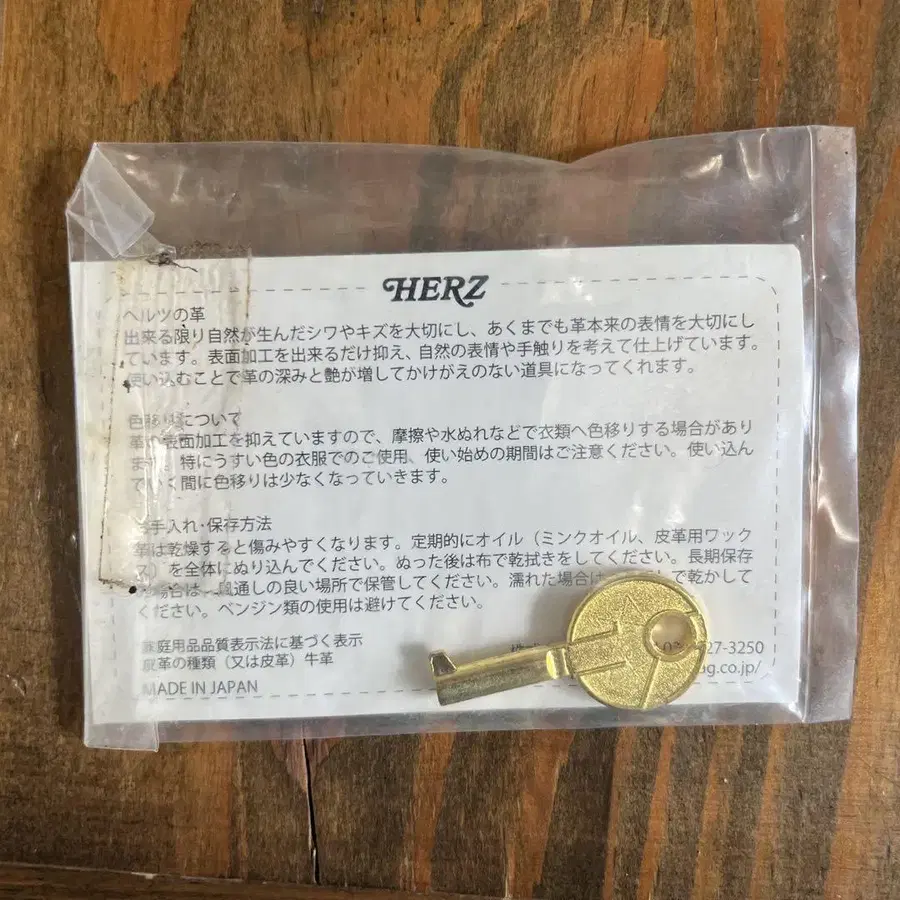 HERZ
ヘルツの革
出来る限り自然が生んだシワやキズを大切にし、あくまでも革本来の表情を大切にし
ています。表面加工を出来るだけ抑え、自然の表情や手触りを考えて仕上げています。
使い込むことで革の深みと艶が増してかけがえのない道具になってくれます。
色移りについて
革の表面加工を抑えていますので、摩擦や水ぬれなどで衣類へ色移りする場合があり
ます。特にうすい色の衣服でのご使用、使い始めの期間はご注意ください。使い込ん
でいく間に色移りは少なくなっていきます。
お手入れ・保存方法
革は乾燥すると傷みやすくなります。定期的にオイル（ミンクオイル、皮革用ワック
ス）を全体にぬり込んでください。ぬった後は布で乾拭きをしてください。長期保存
の場合は、風通しの良い場所で保管してください。濡れた場合は で乾かして
ください。ベンジン類の使用は避けてください。
家庭用品品質表示法に基づく表示
皮革の種類（又は皮革）牛革
MADE IN JAPAN
27-3250
ag.co.jp/